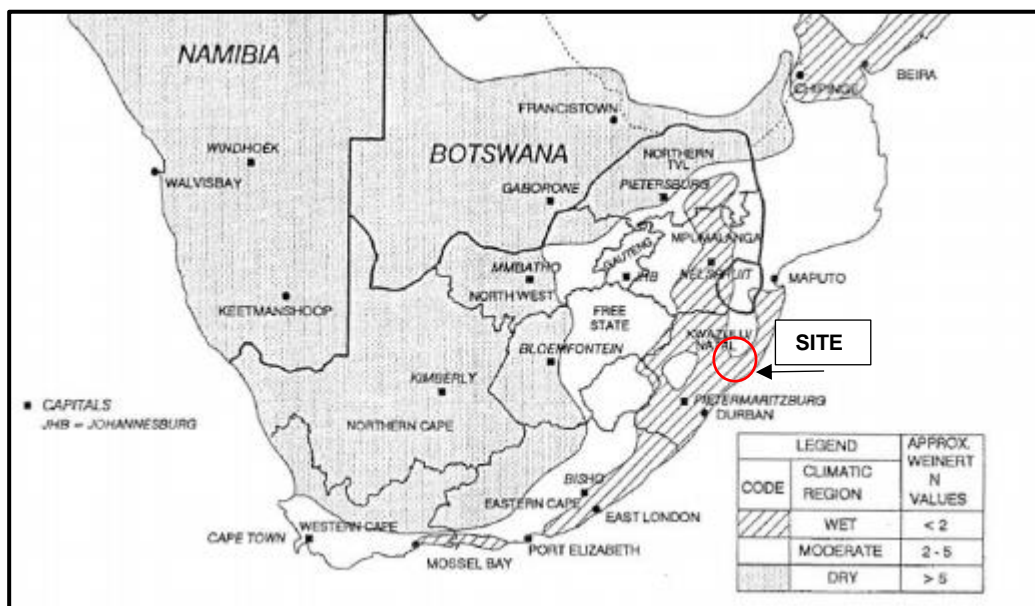 NAMIBIA
CHIPINGE
BEIRA
FRANCISTOWN
WINDHOEK
BOTSWANA
NORTHERN
TVL
WALVISBAY
GABORONE
PIETERSBURG
MPUMALANGA
GAUTENG
MMBATHO
JHB
NELSPRUIT
MAPUTO
KEETMANSHOOP
NORTH WEST
FREE
STATE
KWAZULU
NATAL
SITE
BLOEMFONTEIN
KIMBERLY
CAPITALS
JHB = JOHANNESBURG
NORTHERN CAPE
PIETERMARITZBURG
DURBAN
BISHO
EASTERN CAPE
EAST LONDON
WESTERN CAPE
CAPE TOWN
PORT ELIZABETH
MOSSEL BAY
LEGEND
APPROX.
WEINERT
N
VALUES
CODE
CLIMATIC
REGION
WET < 2
MODERATE 2 - 5
DRY > 5